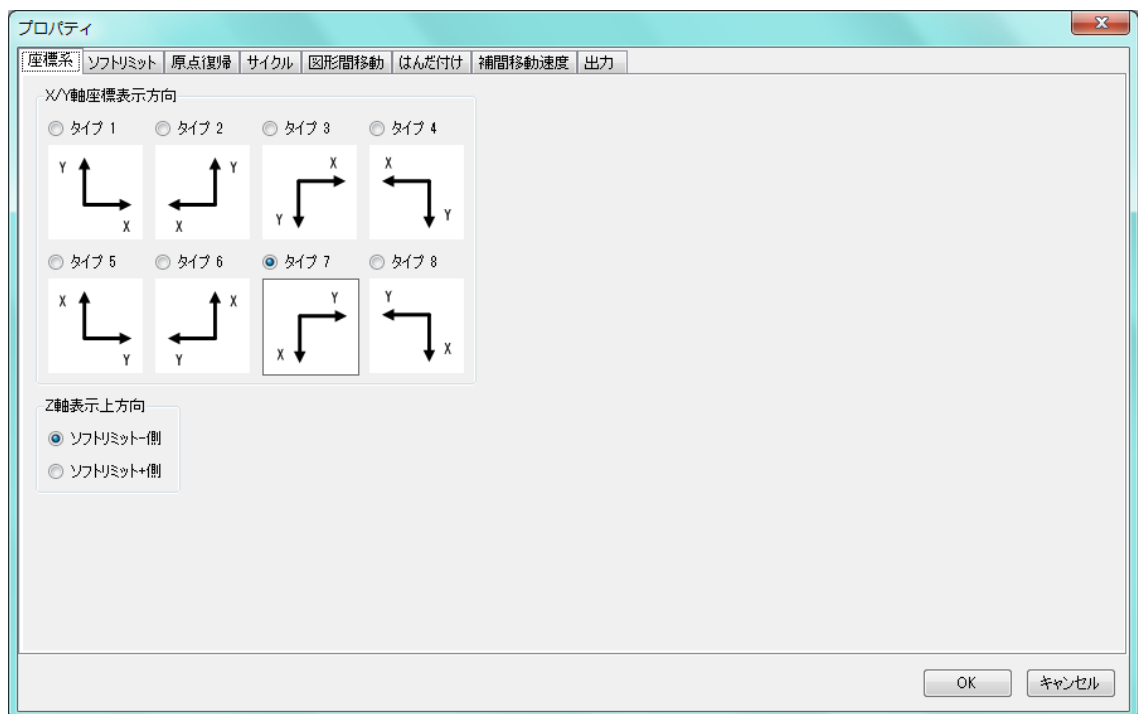 プロパティ
座標系 ソフトリミット 原点復帰 サイクル 図形間移動 はんだ付け 補間移動速度 出力
X/Y軸座標表示方向
タイプ 1 タイプ 2 タイプ 3 タイプ 4
Y X Y X X Y X Y
タイプ 5 タイプ 6 タイプ 7 タイプ 8
X Y X Y Y X Y X
Z軸表示上方向
ソフトリミット-側
ソフトリミット+側
OK キャンセル